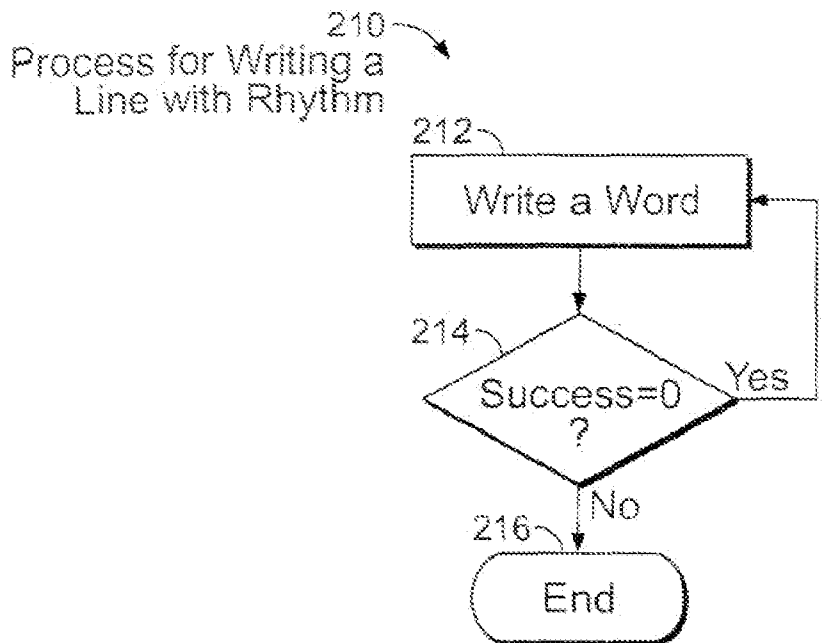 210
Process for Writing a
Line with Rhythm
212
Write a Word
214
Success=0
?
Yes
No
216
End